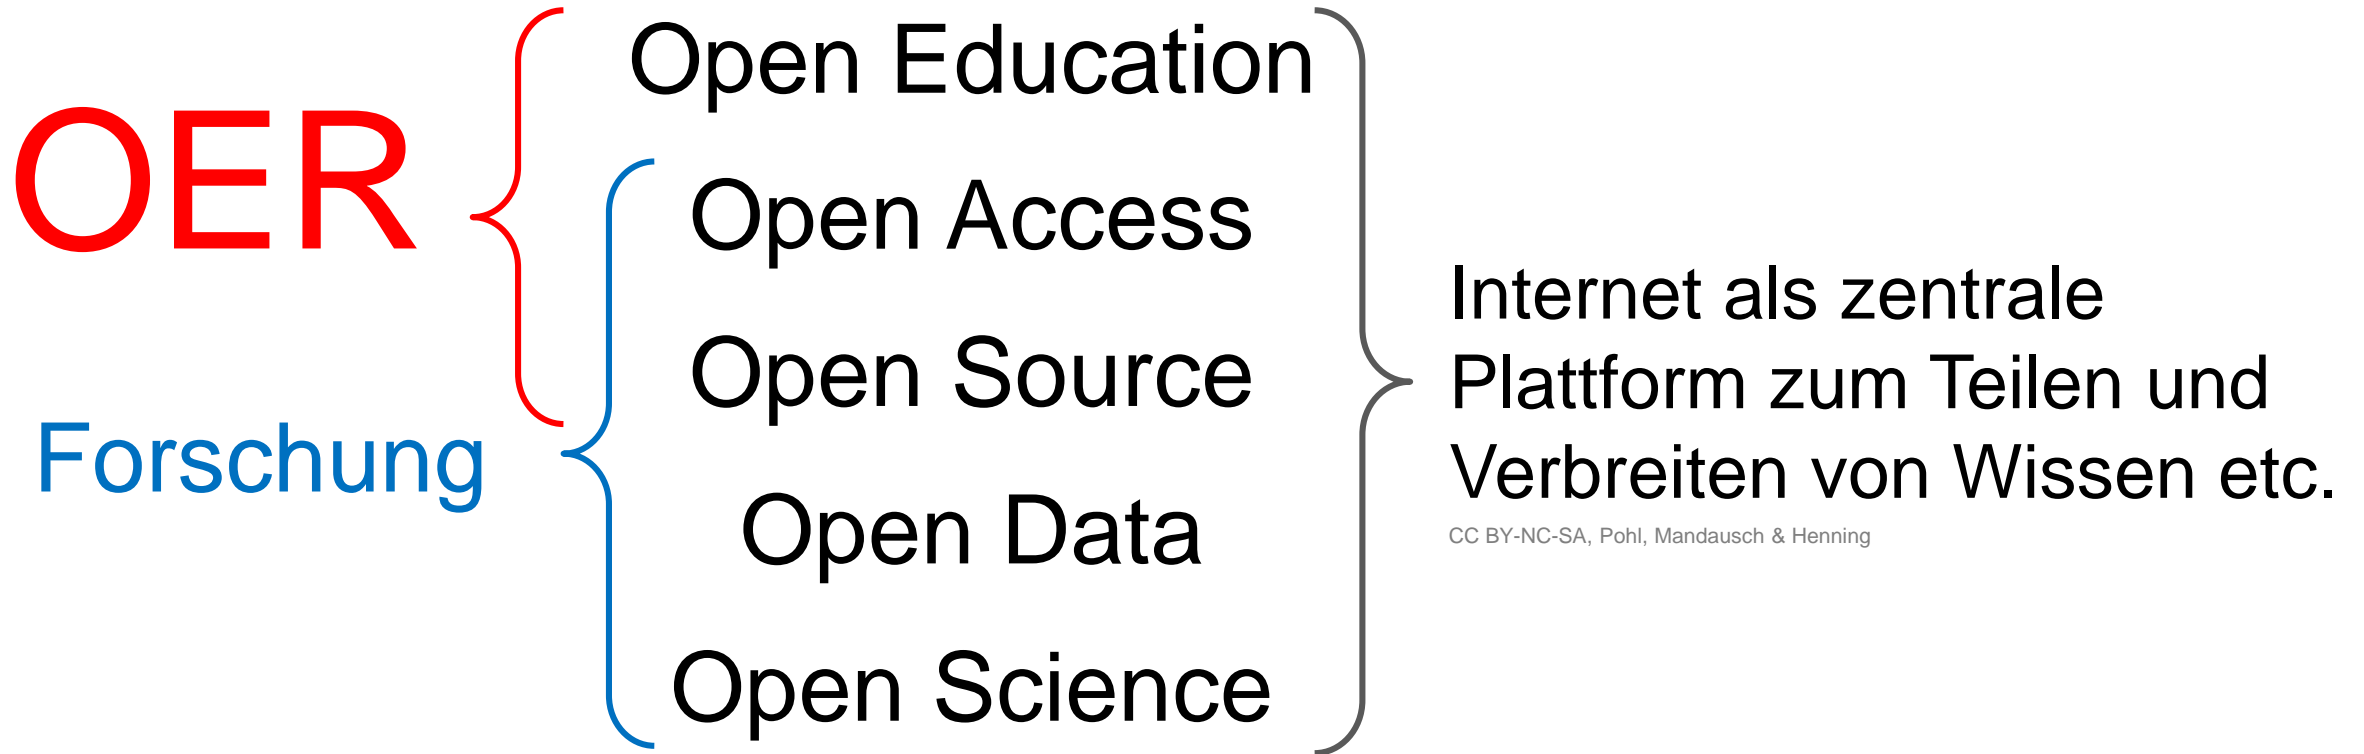 OER
Forschung
Open Education
Open Access
Open Source
Open Data
Open Science
Internet als zentrale
Plattform zum Teilen und
Verbreiten von Wissen etc.
CC BY-NC-SA, Pohl, Mandausch & Henning